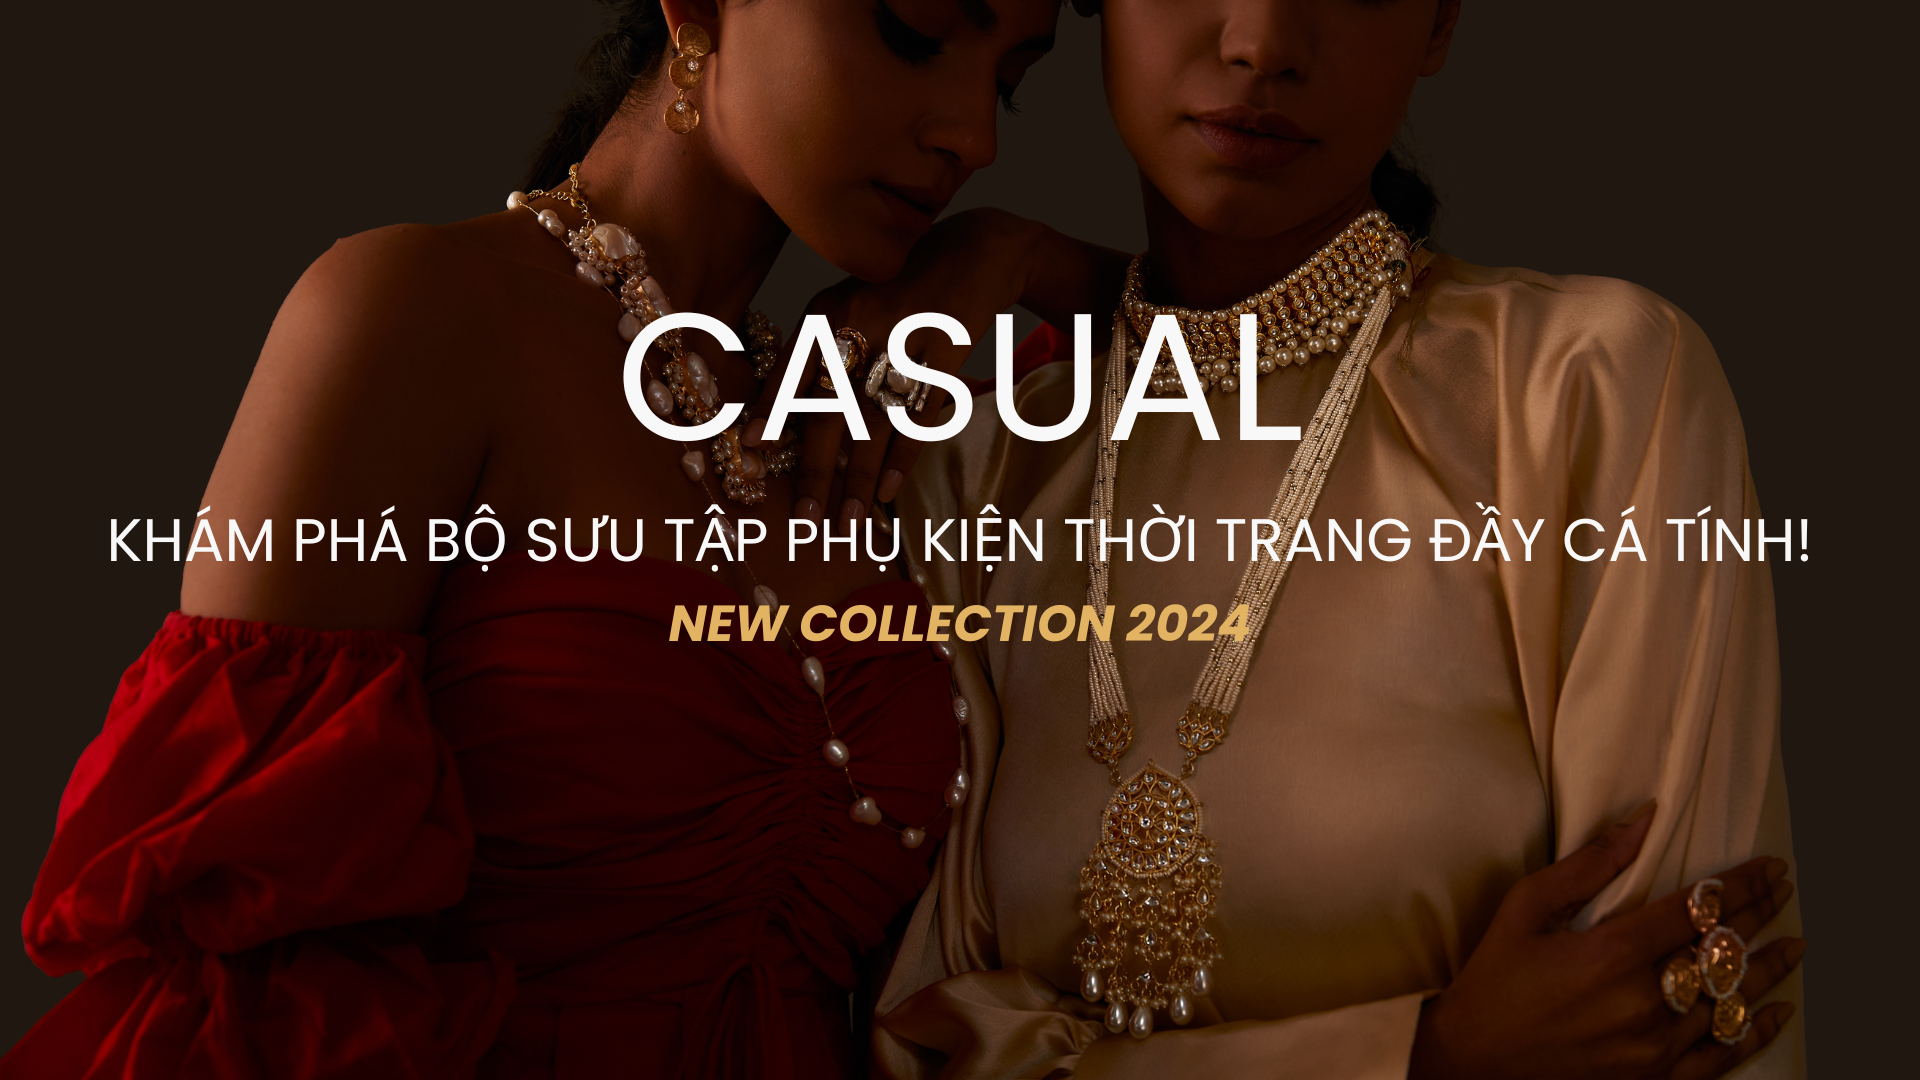 CASUAL
KHÁM PHÁ BỘ SƯU TẬP PHỤ KIỆN THỜI TRANG ĐẦY CÁ TÍNH!
NEW COLLECTION 2024